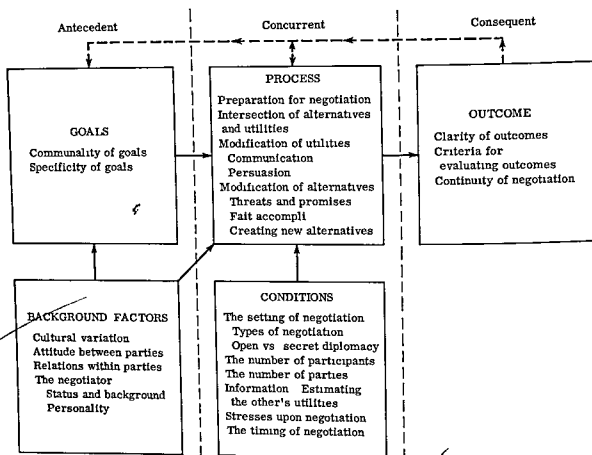 Antecedent
Concurrent
Consequent
GOALS
Communality of goals
Specificity of goals
PROCESS
Preparation for negotiation
Intersection of alternatives
and utilities
Modification of utilities
Communication
Persuasion
Modification of alternatives
Threats and promises
Fait accompli
Creating new alternatives
OUTCOME
Clarity of outcomes
Criteria for
evaluating outcomes
Continuity of negotiation
BACKGROUND FACTORS
Cultural variation
Attitude between parties
Relations within parties
The negotiator
Status and background
Personality
CONDITIONS
The setting of negotiation
Types of negotiation
Open vs secret diplomacy
The number of participants
The number of parties
Information Estimating
the other's utilities
Stresses upon negotiation
The timing of negotiation